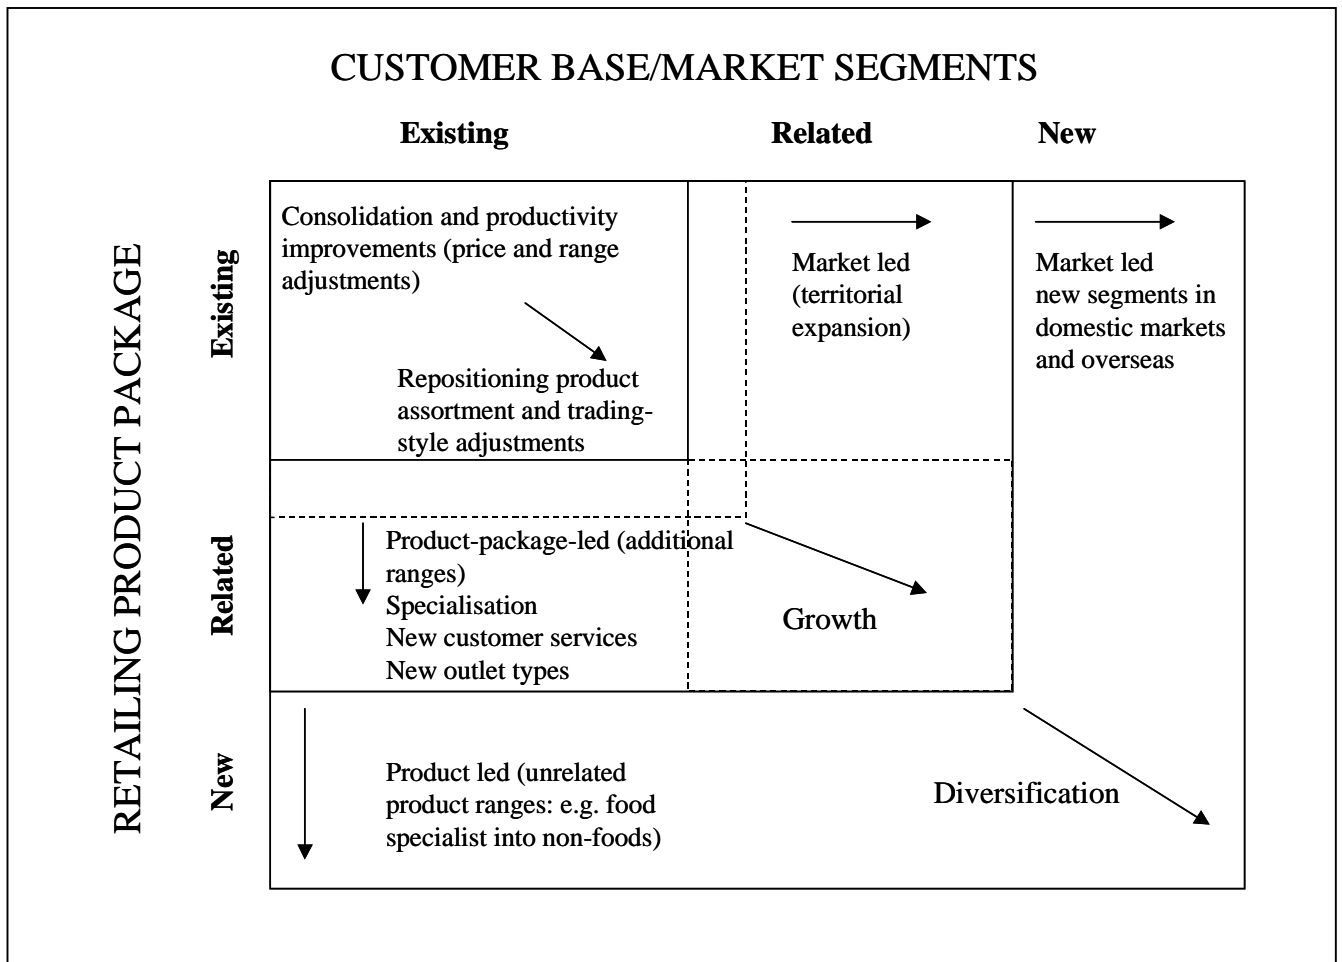 CUSTOMER BASE/MARKET SEGMENTS
Existing
Related
New
RETAILING PRODUCT PACKAGE
Existing
Consolidation and productivity
improvements (price and range
adjustments)
Repositioning product
assortment and trading-
style adjustments
Market led
(territorial
expansion)
Market led
new segments in
domestic markets
and overseas
Related
Product-package-led (additional
ranges)
Specialisation
New customer services
New outlet types
Growth
New
Product led (unrelated
product ranges: e.g. food
specialist into non-foods)
Diversification